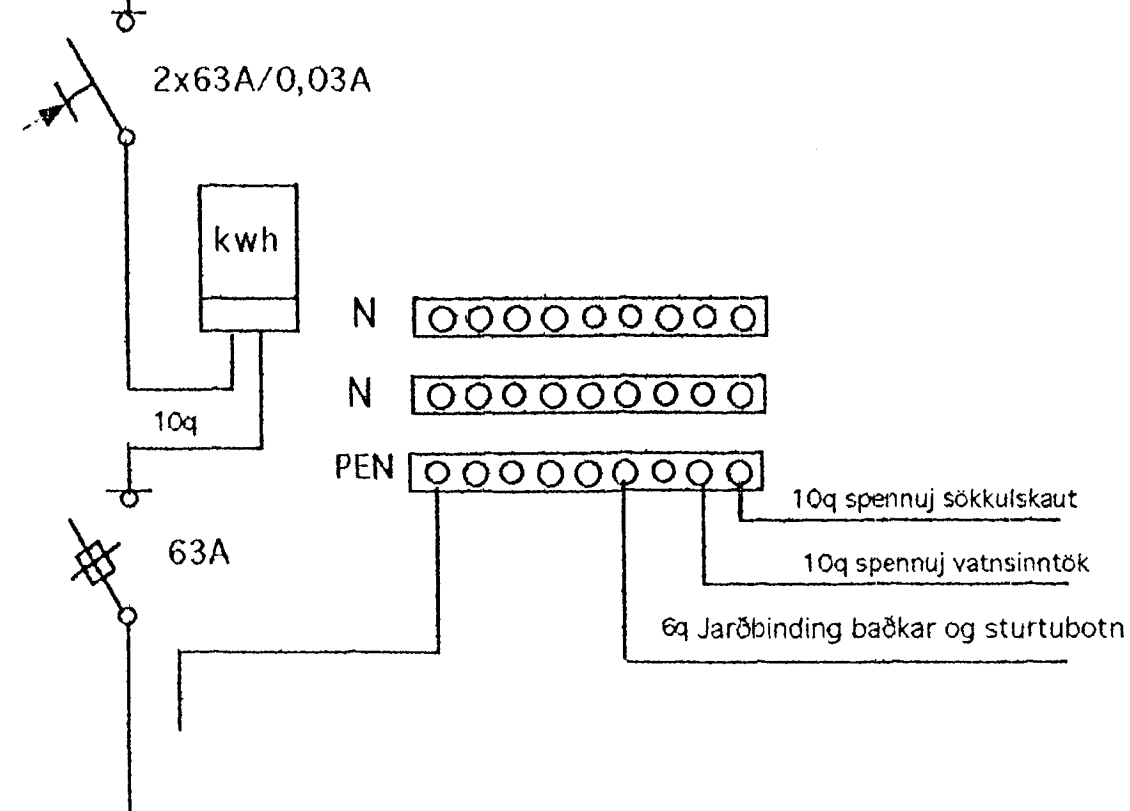 2x63A/0,03A
kwh
N
N
10q
PEN
10q spennuj sökkulskaut
63A
10q spennuj vatnsinntök
6q Jarðbinding baðkar og sturtubotn